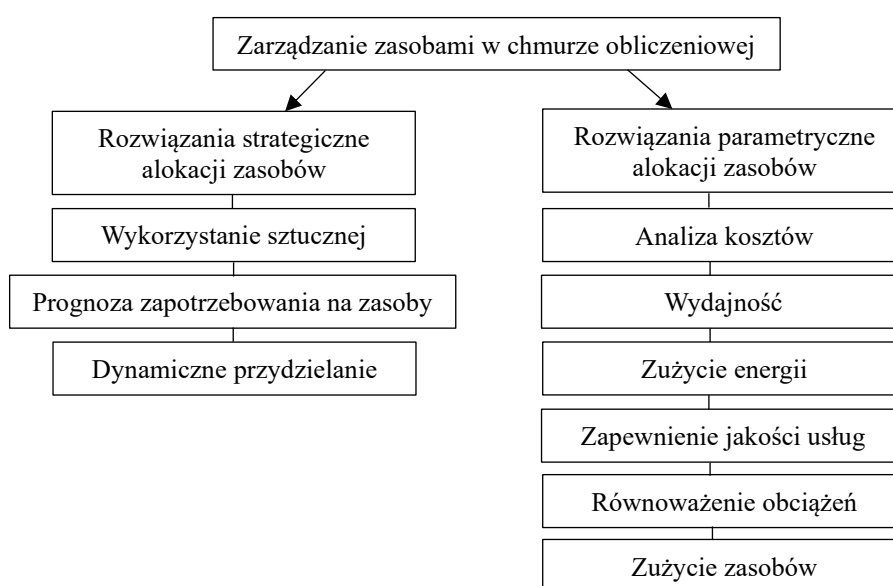 Zarządzanie zasobami w chmurze obliczeniowej
Rozwiązania strategiczne
alokacji zasobów
Wykorzystanie sztucznej
Prognoza zapotrzebowania na zasoby
Dynamiczne przydzielanie
Rozwiązania parametryczne
alokacji zasobów
Analiza kosztów
Wydajność
Zużycie energii
Zapewnienie jakości usług
Równoważenie obciążeń
Zużycie zasobów